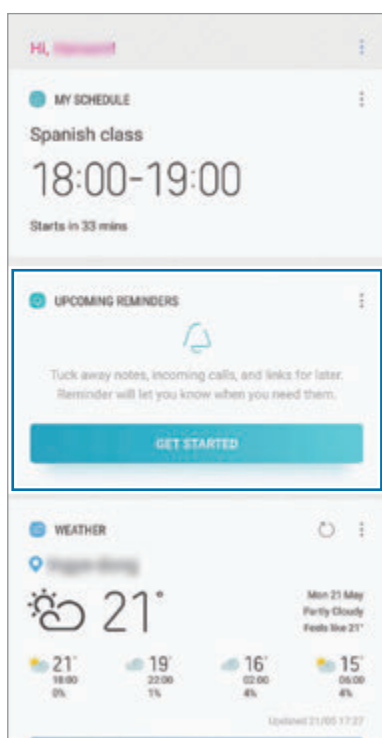 Hi,
MY SCHEDULE
Spanish class
18:00-19:00
Starts in 33 mins
UPCOMING REMINDERS
Tuck away notes, incoming calls, and links for later.
Reminder will let you know when you need them.
GET STARTED
WEATHER
21°
Mon 21 May
Partly Cloudy
Feels like 21°
21° 19° 16° 15°
18:00 22:00 02:00 06:00
0% 1% 4% 4%
Updated 21/05 17:27